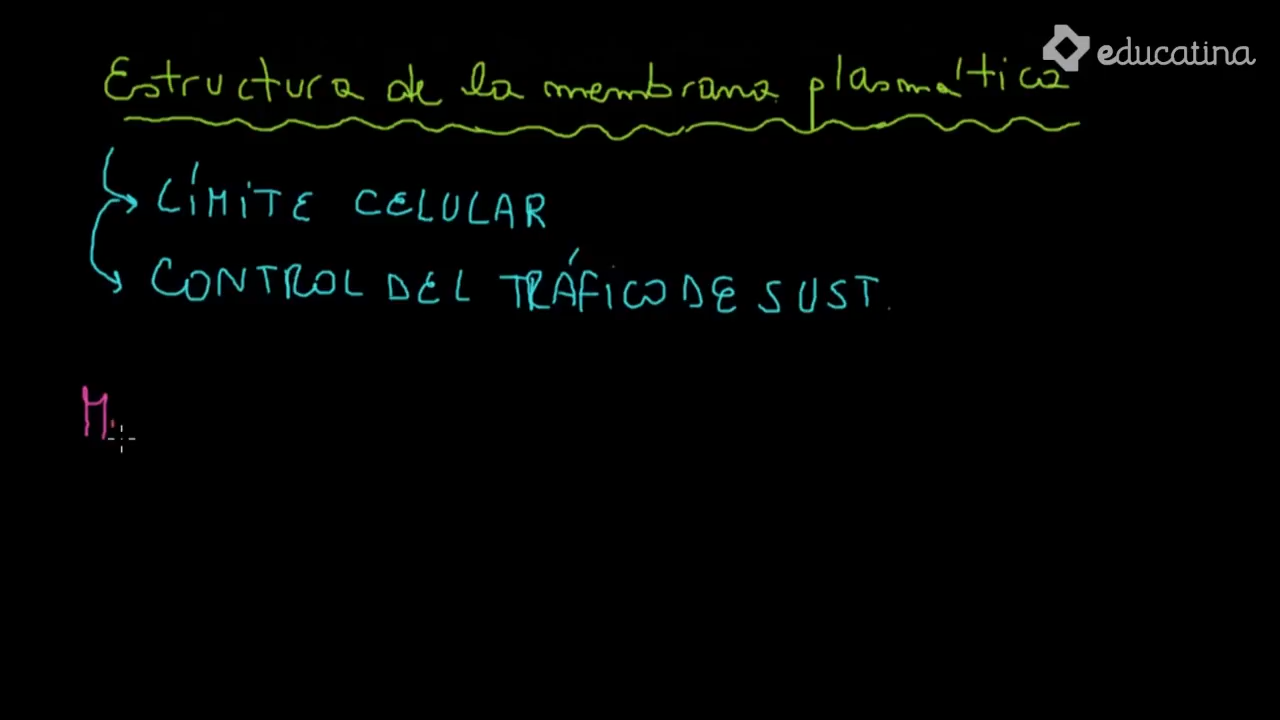 educatina
Estructura de la membrana plasmática
LÍMITE CELULAR
CONTROL DEL TRÁFICO DE SUST.
M